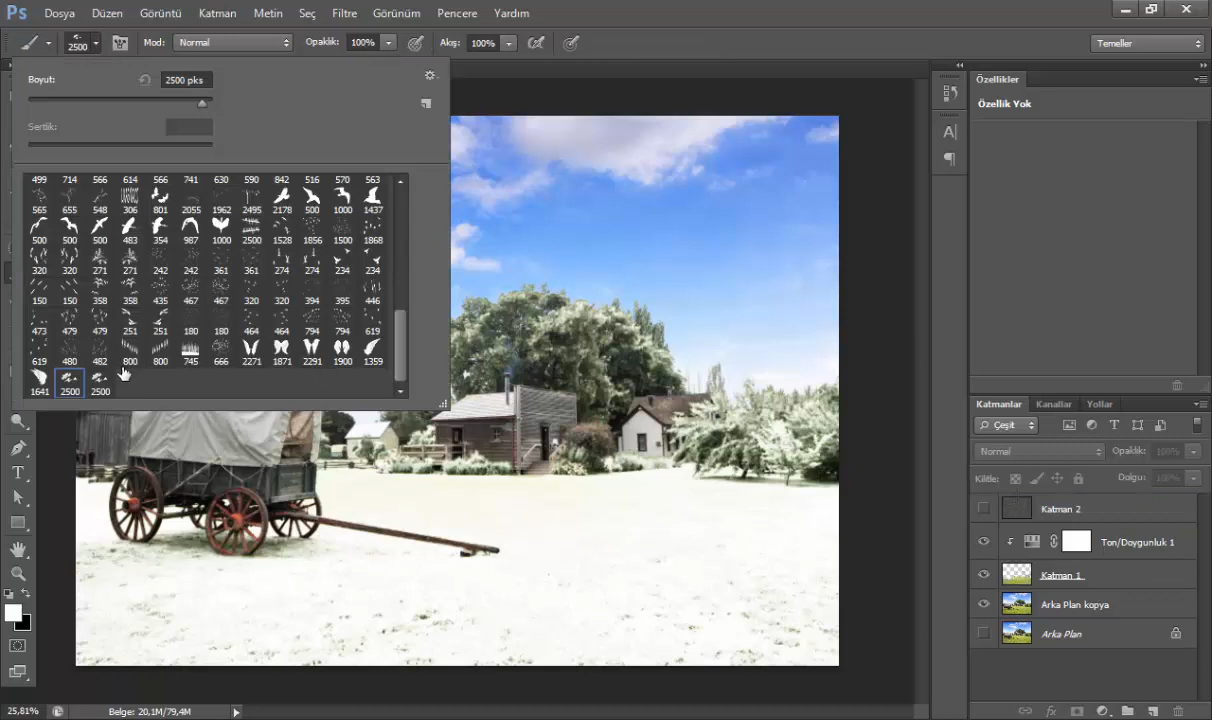 Ps Dosya Düzen Görüntü Katman Metin Seç Filtre Görünüm Pencere Yardım
2500 Mod: Normal Opaklık: 100% Akış: 100% Temeller
Boyut: 2500 pks
Sertlik:
499 714 566 614 566 741 630 590 842 516 570 563
565 655 548 306 801 2055 1962 2495 2178 500 1000 1437
500 500 500 483 354 987 1000 2500 1528 1856 1500 1868
320 320 271 271 242 242 361 361 274 274 234 234
150 150 358 358 435 467 467 320 320 394 395 446
473 479 479 251 251 180 180 464 464 794 794 619
619 480 482 800 800 745 666 2271 1871 2291 1900 1359
1641 2500 2500
Özellikler
Özellik Yok
Katmanlar Kanallar Yollar
Çeşit
Normal Opaklık: 100%
Kilitle: Dolgu: 100%
Katman 2
Ton/Doygunluk 1
Katman 1
Arka Plan kopya
Arka Plan
25,81% Belge: 20,1M/79,4M